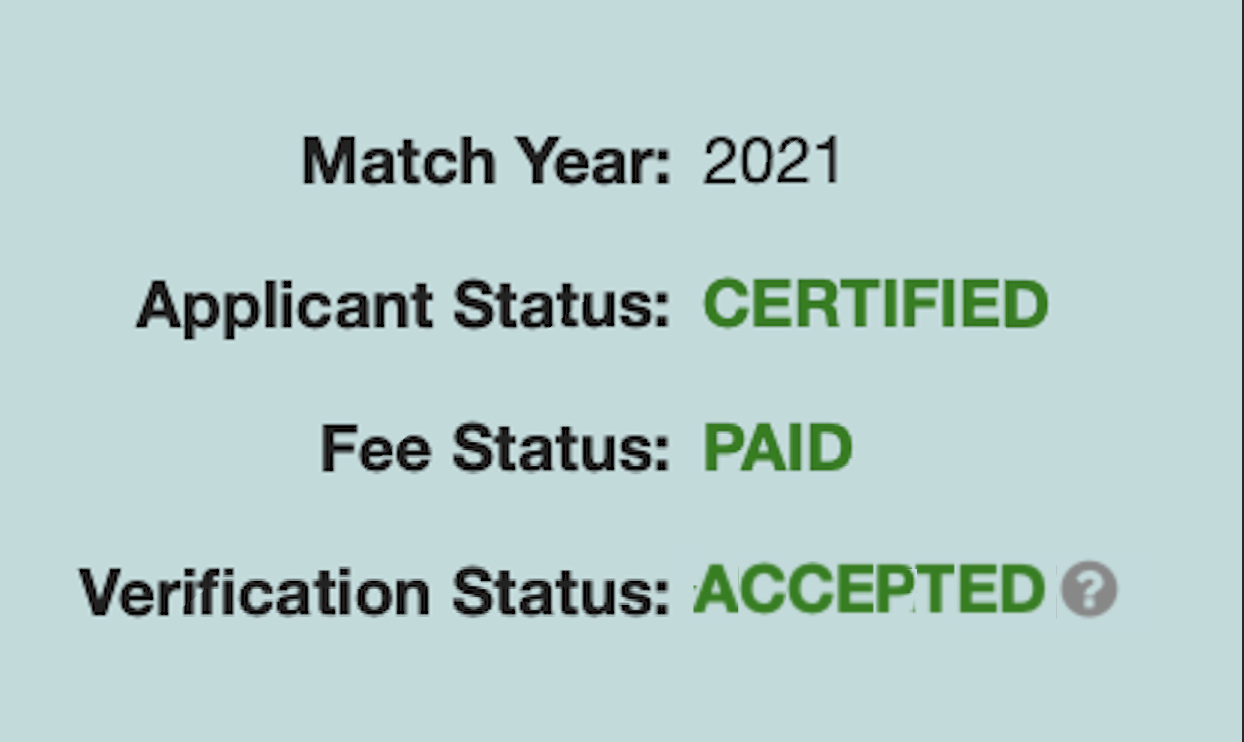 Match Year: 2021
Applicant Status: CERTIFIED
Fee Status: PAID
Verification Status: ACCEPTED ?